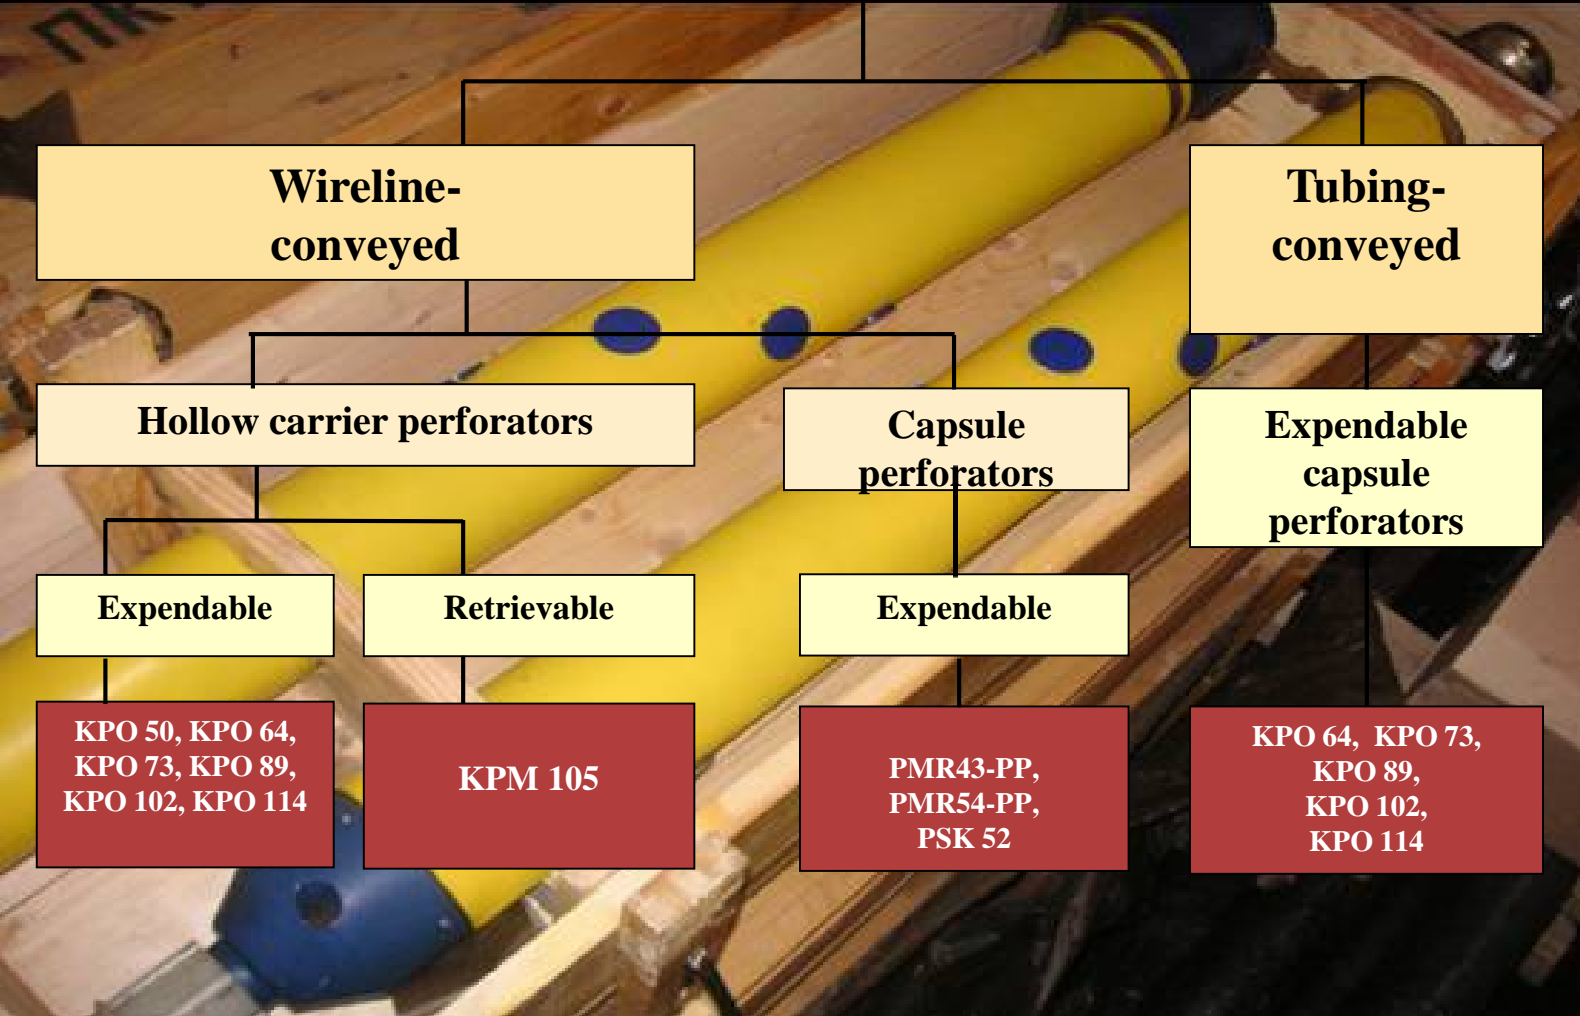 Wireline-
conveyed
Tubing-
conveyed
Hollow carrier perforators
Capsule
perforators
Expendable
capsule
perforators
Expendable
Retrievable
Expendable
KPO 50, KPO 64,
KPO 73, KPO 89,
KPO 102, KPO 114
KPM 105
PMR43-PP,
PMR54-PP,
PSK 52
KPO 64,  KPO 73,
KPO 89,
KPO 102,
KPO 114